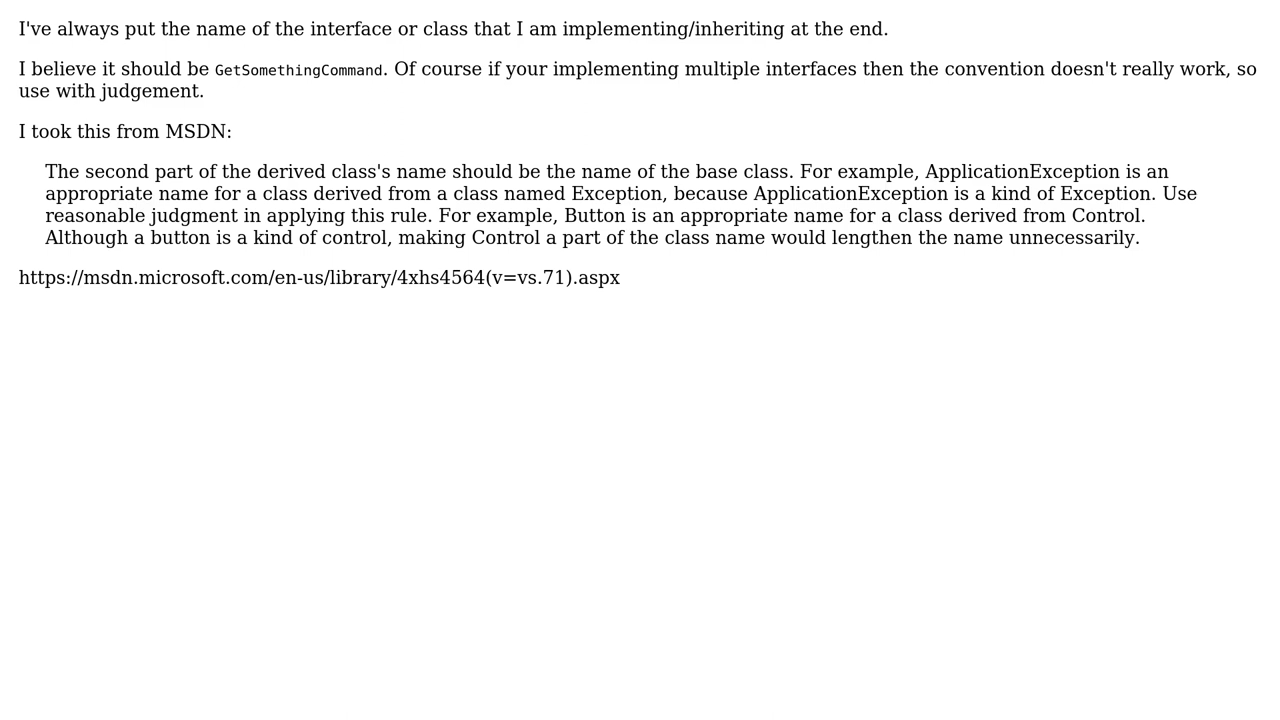 I've always put the name of the interface or class that I am implementing/inheriting at the end.
I believe it should be GetSomethingCommand. Of course if your implementing multiple interfaces then the convention doesn't really work, so
use with judgement.
I took this from MSDN:
The second part of the derived class's name should be the name of the base class. For example, ApplicationException is an
appropriate name for a class derived from a class named Exception, because ApplicationException is a kind of Exception. Use
reasonable judgment in applying this rule. For example, Button is an appropriate name for a class derived from Control.
Although a button is a kind of control, making Control a part of the class name would lengthen the name unnecessarily.
https://msdn.microsoft.com/en-us/library/4xhs4564(v=vs.71).aspx